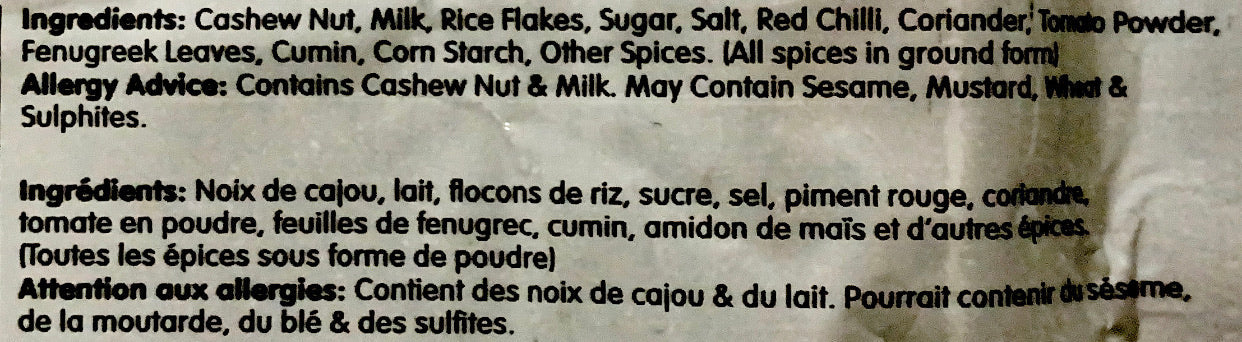 Ingredients: Cashew Nut, Milk, Rice Flakes, Sugar, Salt, Red Chilli, Coriander, Tomato Powder,
Fenugreek Leaves, Cumin, Corn Starch, Other Spices. (All spices in ground form)
Allergy Advice: Contains Cashew Nut & Milk. May Contain Sesame, Mustard, Wheat &
Sulphites.
Ingrédients: Noix de cajou, lait, flocons de riz, sucre, sel, piment rouge, coriandre,
tomate en poudre, feuilles de fenugrec, cumin, amidon de maïs et d'autres épices.
(Toutes les épices sous forme de poudre)
Attention aux allergies: Contient des noix de cajou & du lait. Pourrait contenir du sésame,
de la moutarde, du blé & des sulfites.